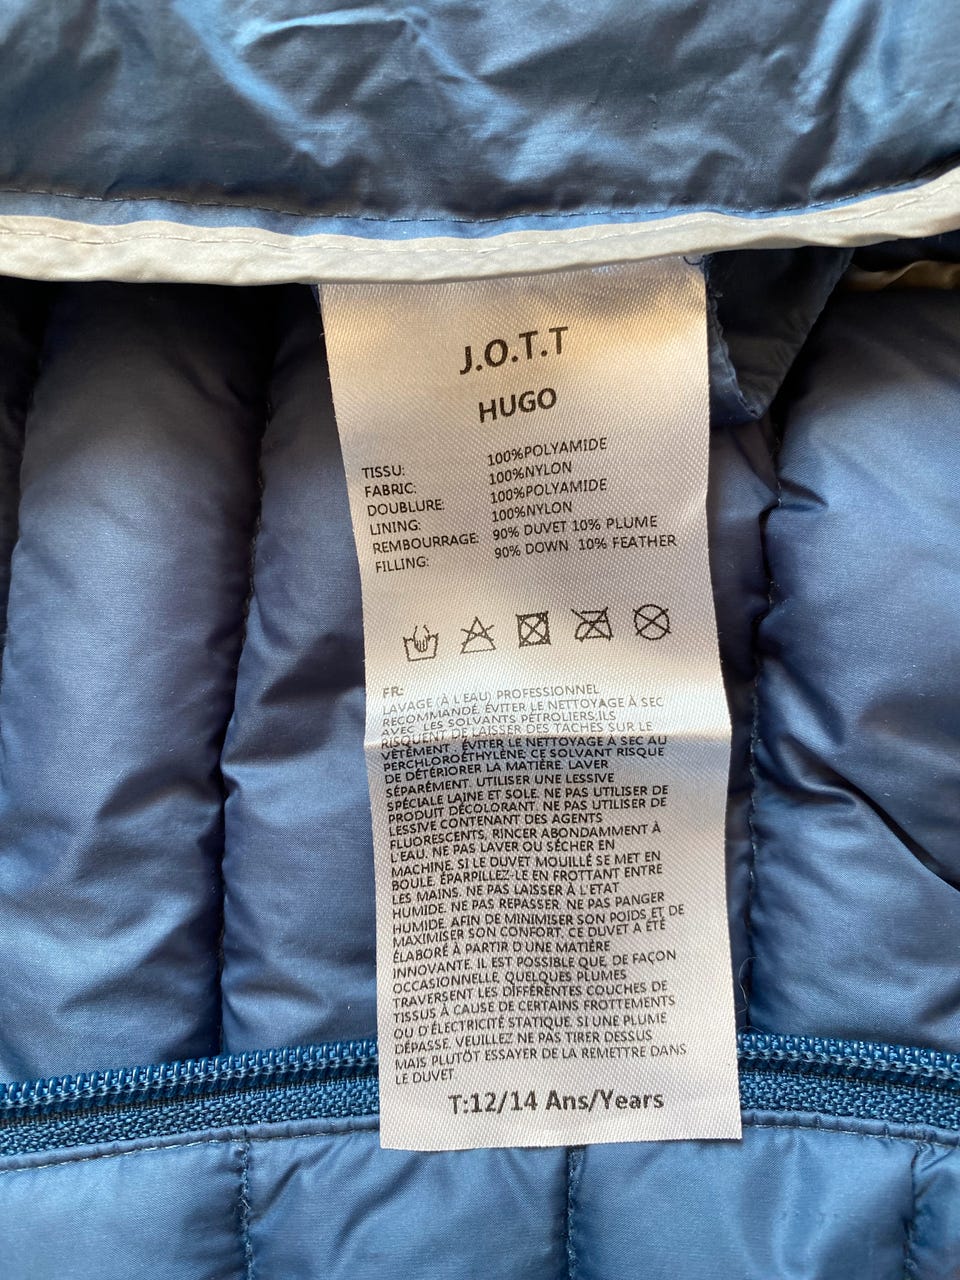 J.O.T.T
HUGO
TISSU: 100%POLYAMIDE
FABRIC: 100%NYLON
DOUBLURE: 100%POLYAMIDE
LINING: 100%NYLON
REMBOURRAGE: 90% DUVET 10% PLUME
FILLING: 90% DOWN 10% FEATHER
FR:
LAVAGE (À L'EAU) PROFESSIONNEL
RECOMMANDÉ. ÉVITER LE NETTOYAGE À SEC
AVEC LES SOLVANTS PÉTROLIERS,ILS
RISQUENT DE LAISSER DES TACHES SUR LE
VÊTEMENT. ÉVITER LE NETTOYAGE À SEC AU
PERCHLOROÉTHYLÈNE; CE SOLVANT RISQUE
DE DÉTÉRIORER LA MATIÈRE. LAVER
SÉPARÉMENT. UTILISER UNE LESSIVE
SPÉCIALE LAINE ET SOIE. NE PAS UTILISER DE
PRODUIT DÉCOLORANT. NE PAS UTILISER DE
LESSIVE CONTENANT DES AGENTS
FLUORESCENTS, RINCER ABONDAMMENT À
L'EAU. NE PAS LAVER OU SÉCHER EN
MACHINE. SI LE DUVET MOUILLÉ SE MET EN
BOULE. ÉPARPILLEZ-LE EN FROTTANT ENTRE
LES MAINS. NE PAS LAISSER À L'ETAT
HUMIDE. NE PAS REPASSER. NE PAS PANGER
HUMIDE. AFIN DE MINIMISER SON POIDS ET DE
MAXIMISER SON CONFORT, CE DUVET A ÉTÉ
ÉLABORÉ À PARTIR D'UNE MATIÈRE
INNOVANTE. IL EST POSSIBLE QUE, DE FAÇON
OCCASIONNELLE, QUELQUES PLUMES
TRAVERSENT LES DIFFÉRENTES COUCHES DE
TISSUS À CAUSE DE CERTAINS FROTTEMENTS
OU D'ÉLECTRICITÉ STATIQUE. SI UNE PLUME
DÉPASSE. VEUILLEZ NE PAS TIRER DESSUS
MAIS PLUTÔT ESSAYER DE LA REMETTRE DANS
LE DUVET.
T:12/14 Ans/Years